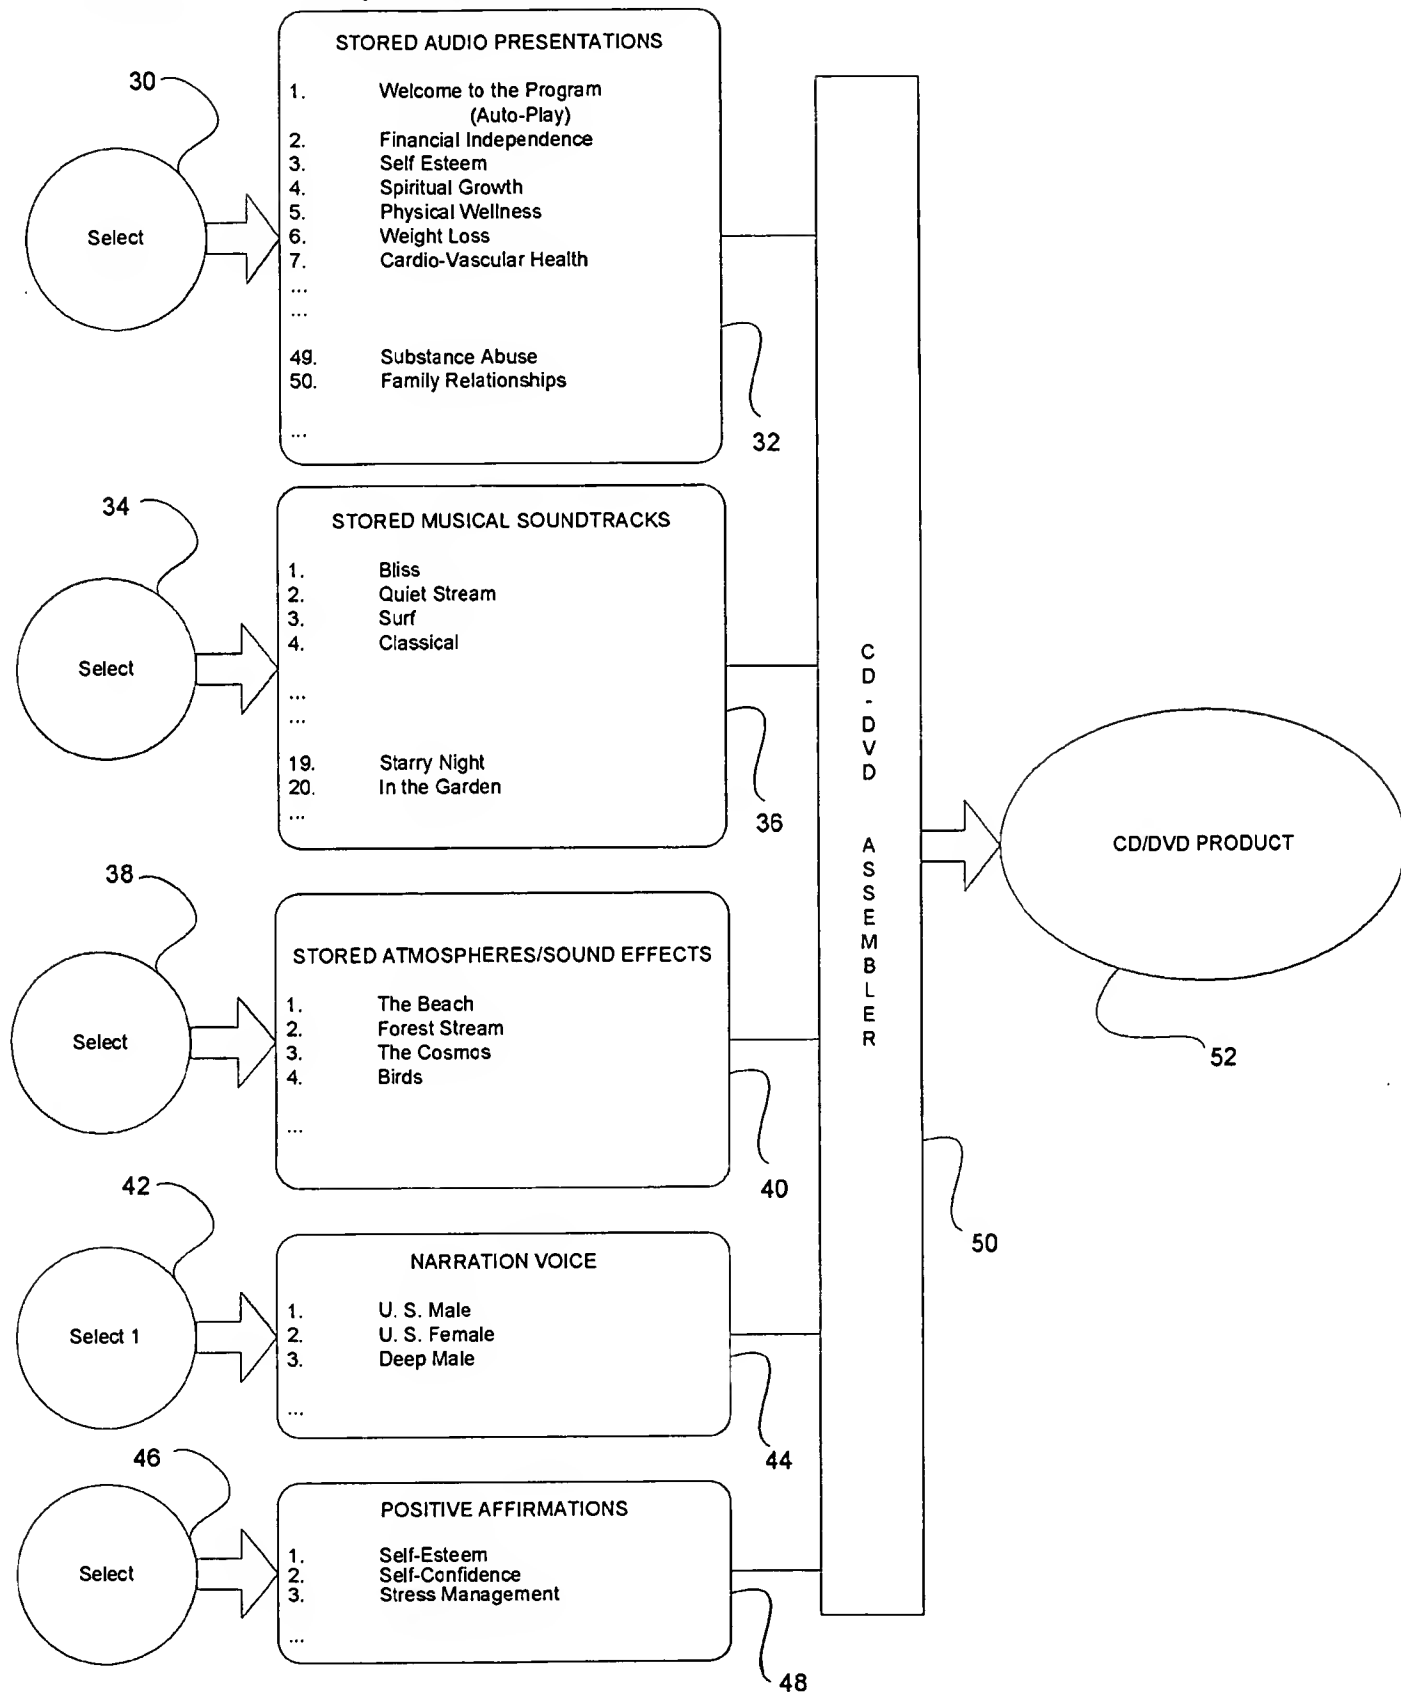 STORED AUDIO PRESENTATIONS
30
1. Welcome to the Program
(Auto-Play)
2. Financial Independence
3. Self Esteem
4. Spiritual Growth
5. Physical Wellness
6. Weight Loss
7. Cardio-Vascular Health
...
...
49. Substance Abuse
50. Family Relationships
...
Select
32
34
STORED MUSICAL SOUNDTRACKS
1. Bliss
2. Quiet Stream
3. Surf
4. Classical
...
...
19. Starry Night
20. In the Garden
...
Select
36
38
STORED ATMOSPHERES/SOUND EFFECTS
1. The Beach
2. Forest Stream
3. The Cosmos
4. Birds
...
Select
40
42
NARRATION VOICE
1. U. S. Male
2. U. S. Female
3. Deep Male
...
Select 1
44
46
POSITIVE AFFIRMATIONS
1. Self-Esteem
2. Self-Confidence
3. Stress Management
...
Select
48
CD-DVD ASSEMBLER
50
CD/DVD PRODUCT
52